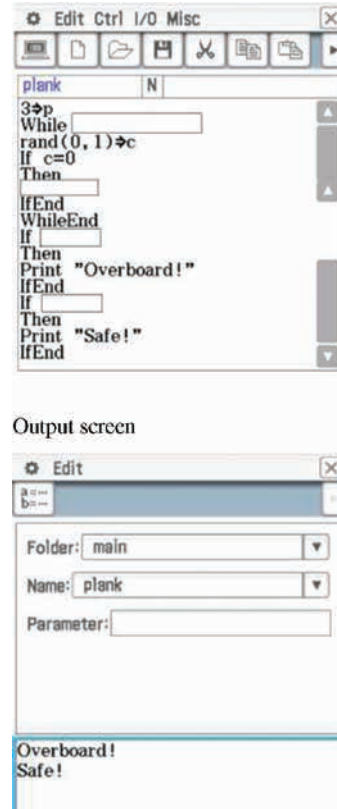 Edit Ctrl I/O Misc
plank N
3⇒p
While
rand(0,1)⇒c
If c=0
Then
IfEnd
WhileEnd
If
Then
Print "Overboard!"
IfEnd
If
Then
Print "Safe!"
IfEnd
Output screen
Edit
a=--
b=--
Folder: main
Name: plank
Parameter:
Overboard!
Safe!